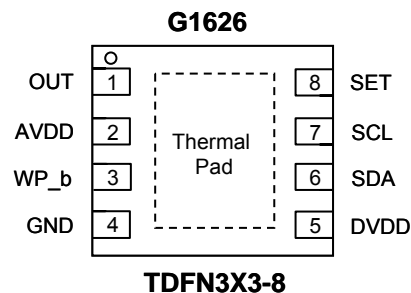 G1626
OUT 1 8 SET
AVDD 2 7 SCL
WP_b 3 6 SDA
GND 4 5 DVDD
Thermal
Pad
TDFN3X3-8